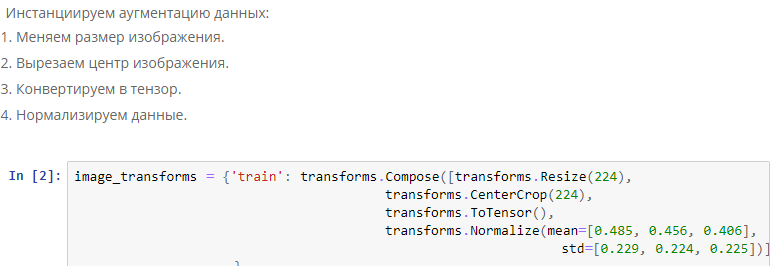 Инстанциируем аугментацию данных:
1. Меняем размер изображения.
2. Вырезаем центр изображения.
3. Конвертируем в тензор.
4. Нормализируем данные.
In [2]: image_transforms = {'train': transforms.Compose([transforms.Resize(224),
transforms.CenterCrop(224),
transforms.ToTensor(),
transforms.Normalize(mean=[0.485, 0.456, 0.406],
std=[0.229, 0.224, 0.225])]
}